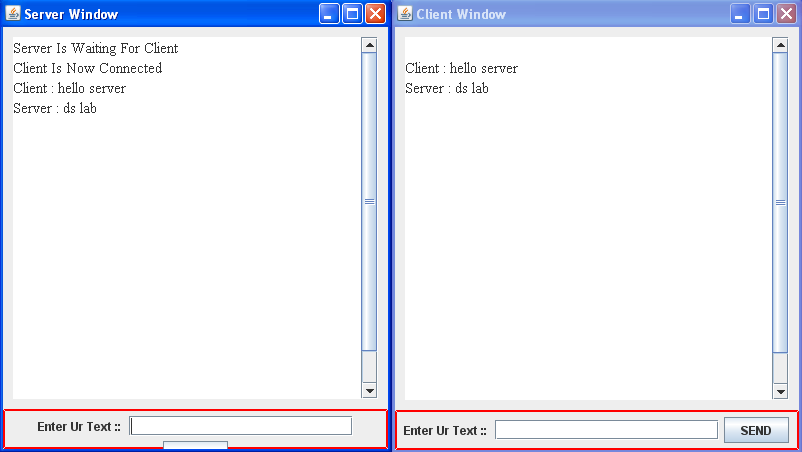 Server Window
Server Is Waiting For Client
Client Is Now Connected
Client : hello server
Server : ds lab
Enter Ur Text ::
Client Window
Client : hello server
Server : ds lab
Enter Ur Text ::
SEND